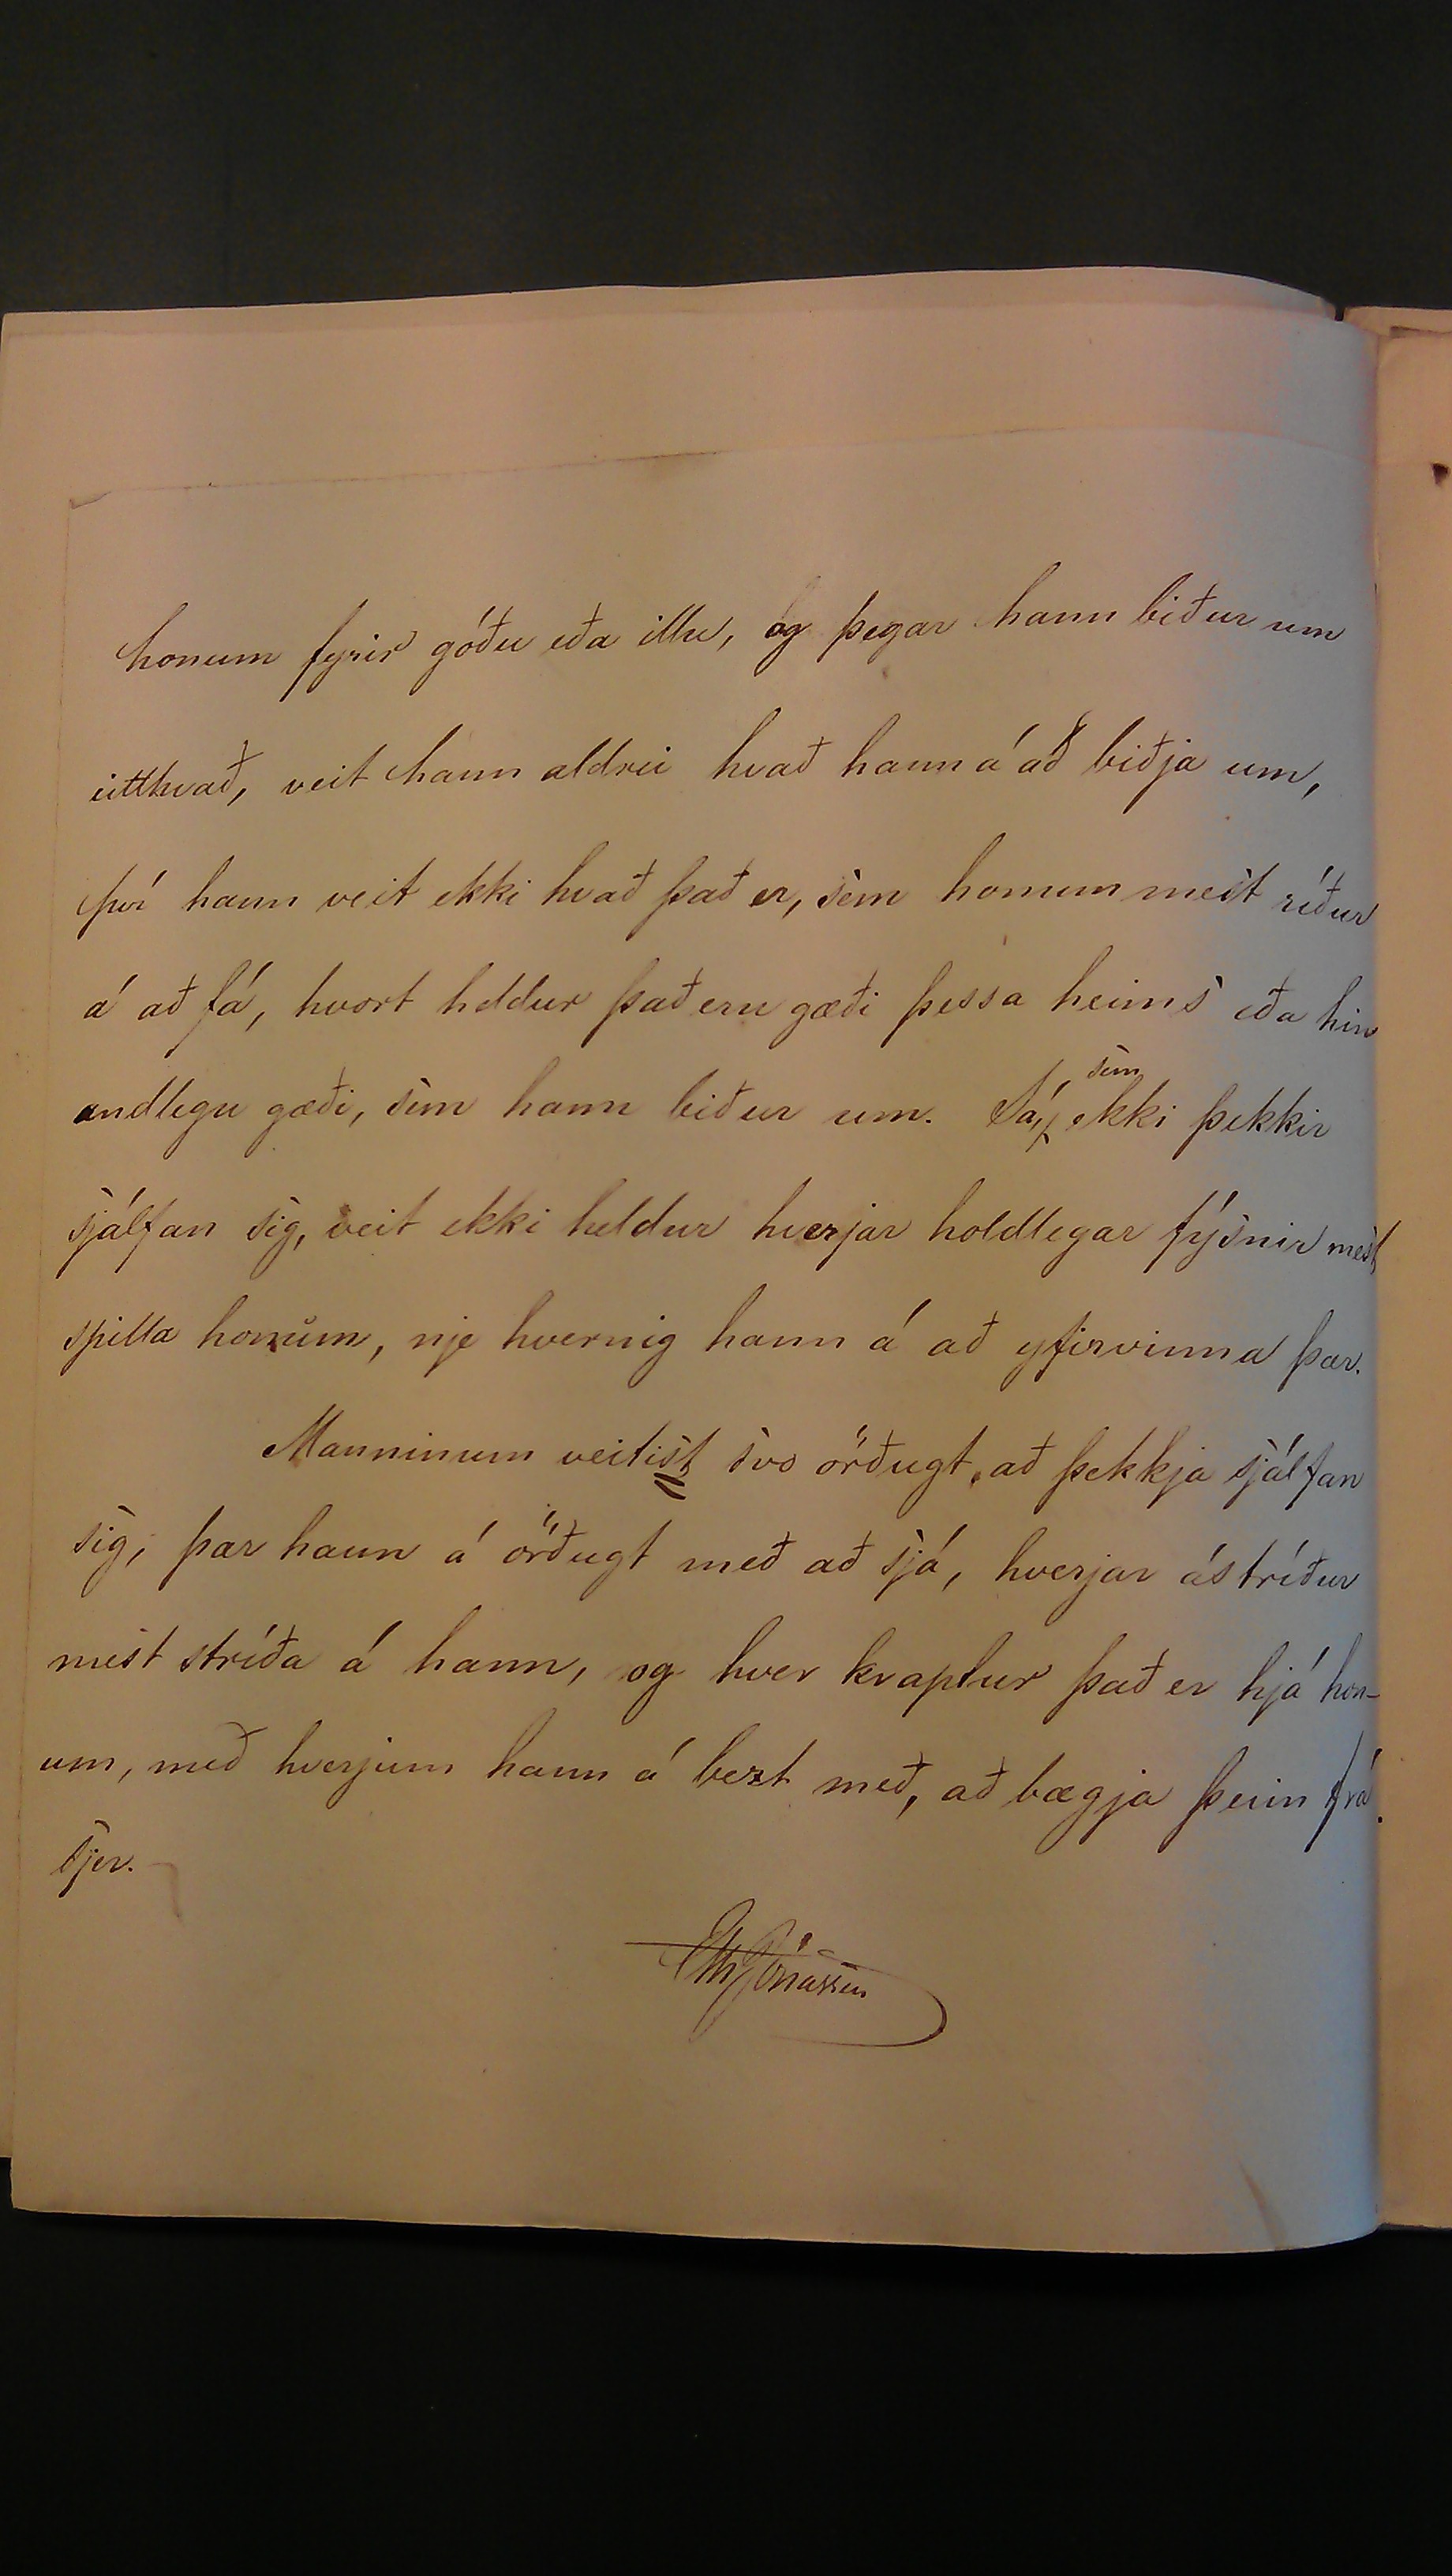 honum fyrir góðu eða illu, og þegar hann biður um
eitthvað, veit hann aldrei hvað hann á að biðja um,
því hann veit ekki hvað það er, sem honum mest ríður
á að fá, hvort heldur það eru gæði þessa heims eða hin
andlegu gæði, sem hann biður um. Sá, sem ekki þekkir
sjálfan sig, veit ekki heldur hverjar holdlegar fýsnir mest
spilla honum, nje hvernig hann á að yfirvinna þær.
Manninum veitist svo örðugt, að þekkja sjálfan
sig, þar hann á örðugt með að sjá, hverjar ástríður
mest stríða á hann, og hver kraptur það er hjá hon-
um, með hverjum hann á bezt með, að bægja þeim frá
sjer.
Jónassen